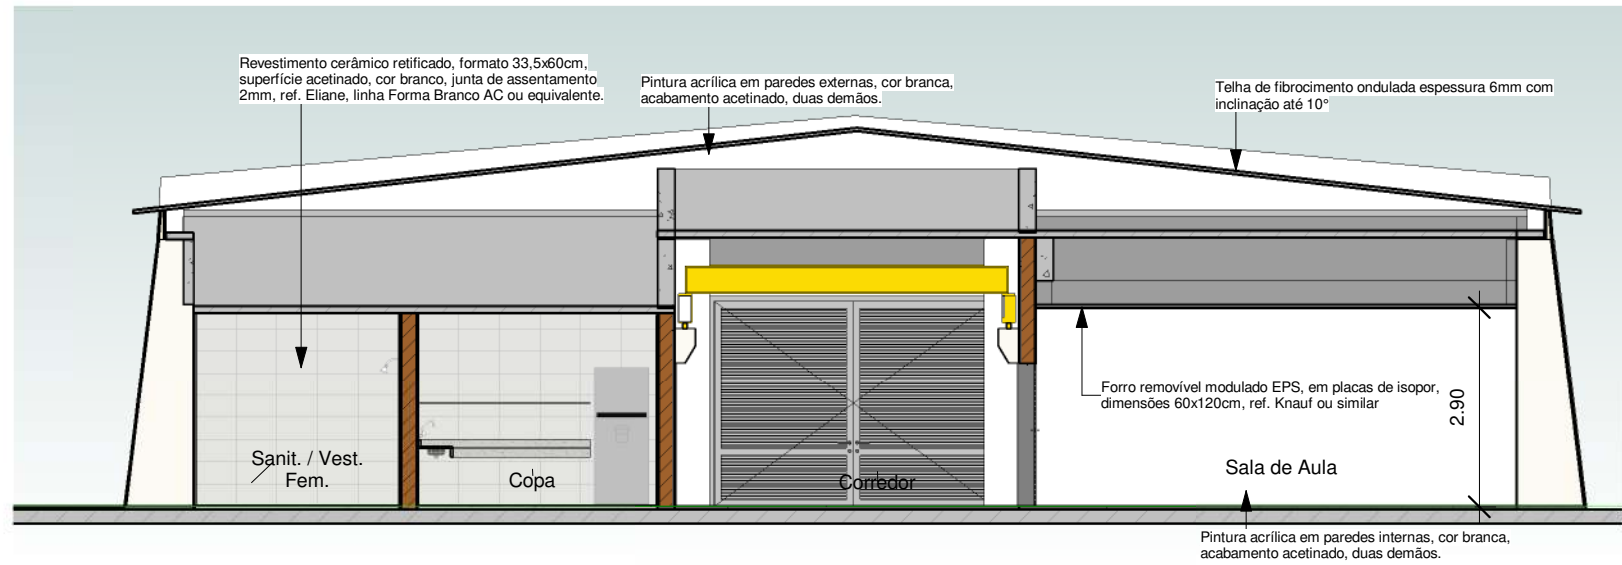 Revestimento cerâmico retificado, formato 33,5x60cm,
superfície acetinado, cor branco, junta de assentamento
2mm, ref. Eliane, linha Forma Branco AC ou equivalente.
Pintura acrílica em paredes externas, cor branca,
acabamento acetinado, duas demãos.
Telha de fibrocimento ondulada espessura 6mm com
inclinação até 10°
Forro removível modulado EPS, em placas de isopor,
dimensões 60x120cm, ref. Knauf ou similar
2.90
Sanit. / Vest.
Fem.
Copa
Corredor
Sala de Aula
Pintura acrílica em paredes internas, cor branca,
acabamento acetinado, duas demãos.